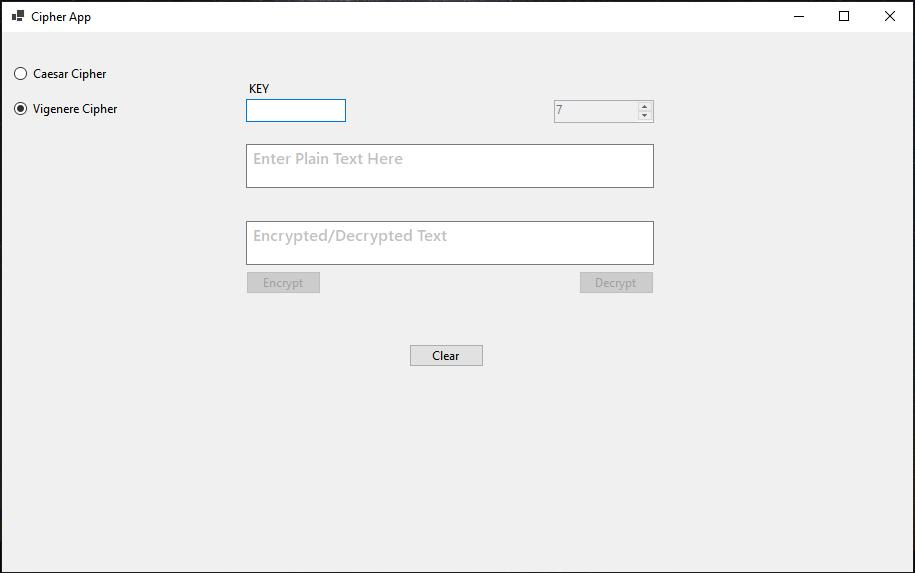 Cipher App
Caesar Cipher
KEY
Vigenere Cipher
7
Enter Plain Text Here
Encrypted/Decrypted Text
Encrypt Decrypt
Clear